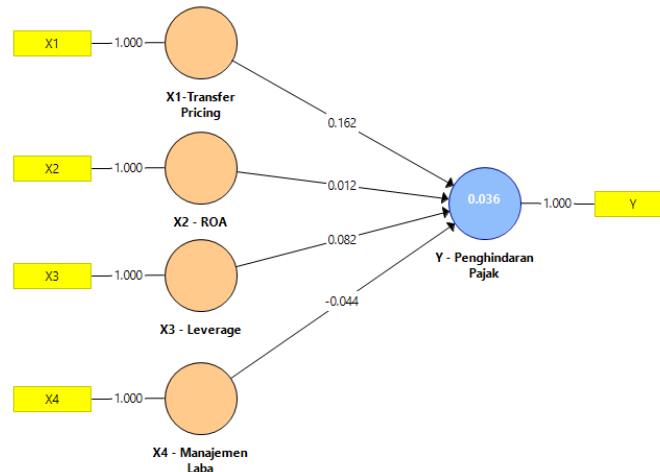 X1
1.000
X1-Transfer
Pricing
0.162
X2
1.000
X2 - ROA
0.012
0.036
1.000
Y
Y - Penghindaran
Pajak
X3
1.000
X3 - Leverage
0.082
-0.044
X4
1.000
X4 - Manajemen
Laba